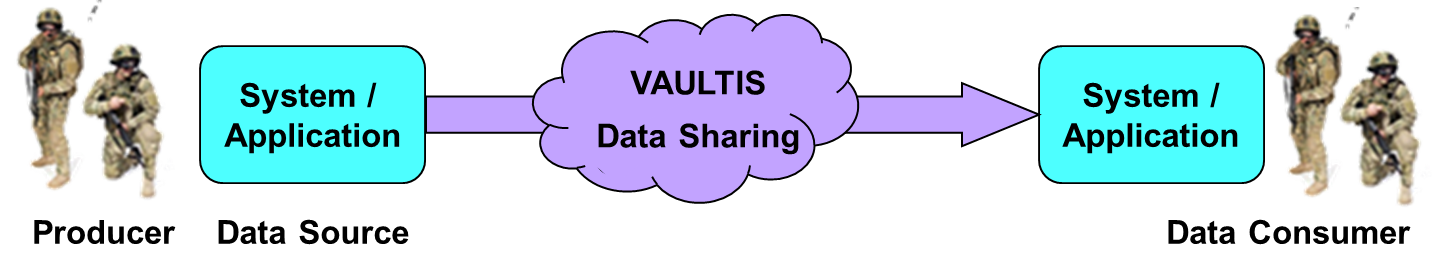 System /
Application
VAULTIS
Data Sharing
System /
Application
Producer
Data Source
Data Consumer